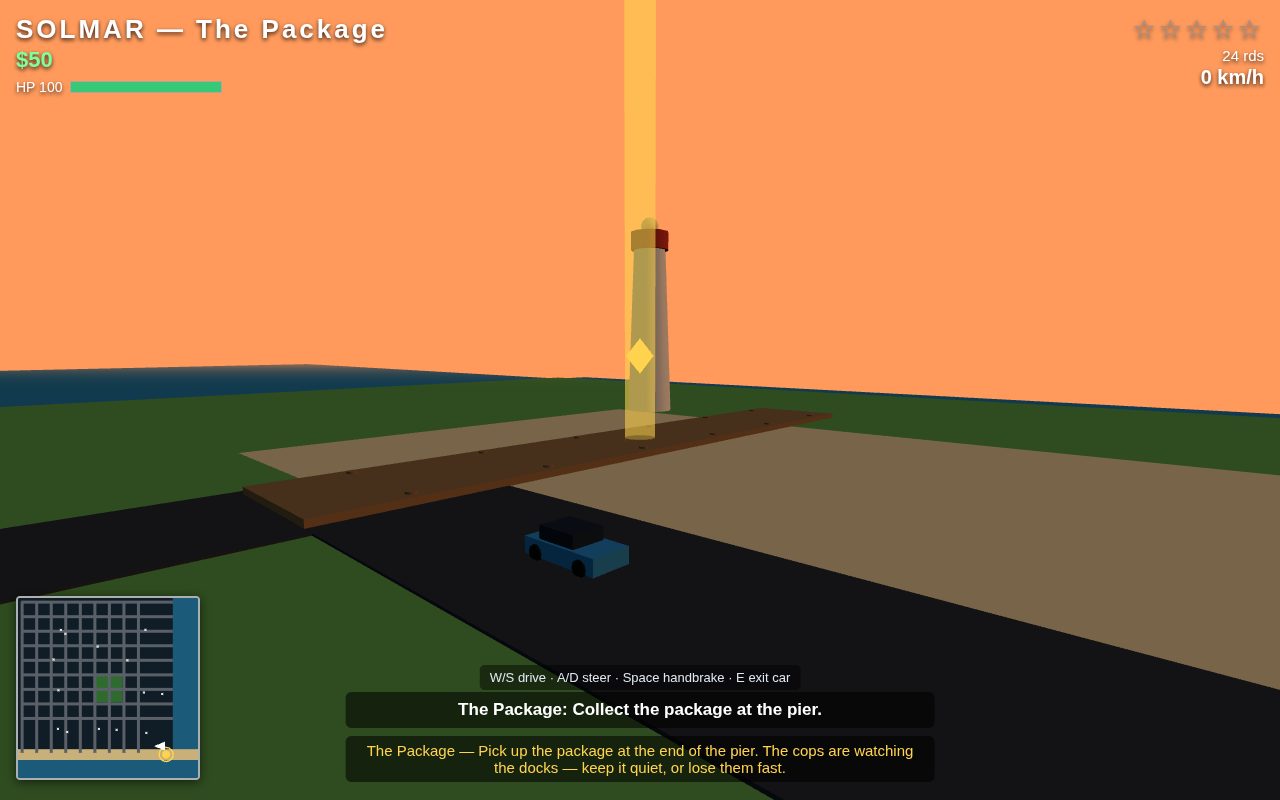 SOLMAR — The Package
$50
HP 100
☆☆☆☆☆
24 rds
0 km/h
W/S drive · A/D steer · Space handbrake · E exit car
The Package: Collect the package at the pier.
The Package — Pick up the package at the end of the pier. The cops are watching
the docks — keep it quiet, or lose them fast.